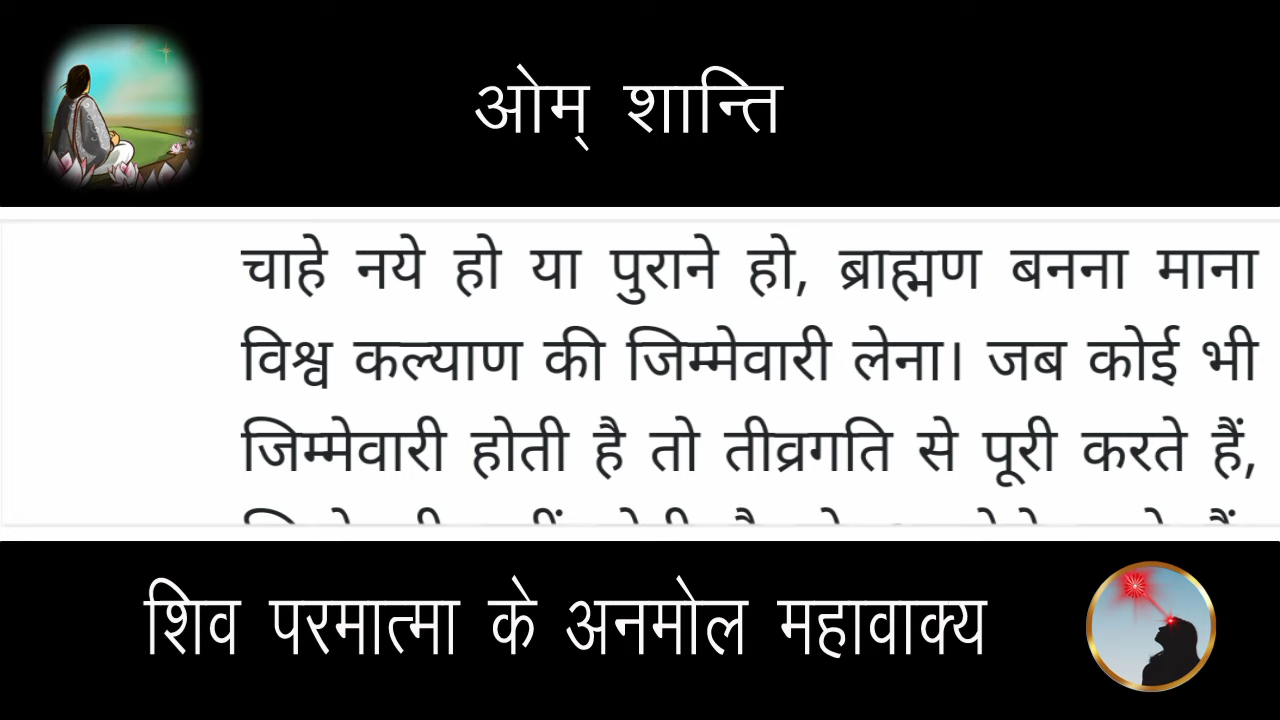 ओम् शान्ति
चाहे नये हो या पुराने हो, ब्राह्मण बनना माना
विश्व कल्याण की जिम्मेवारी लेना। जब कोई भी
जिम्मेवारी होती है तो तीव्रगति से पूरी करते हैं,
शिव परमात्मा के अनमोल महावाक्य